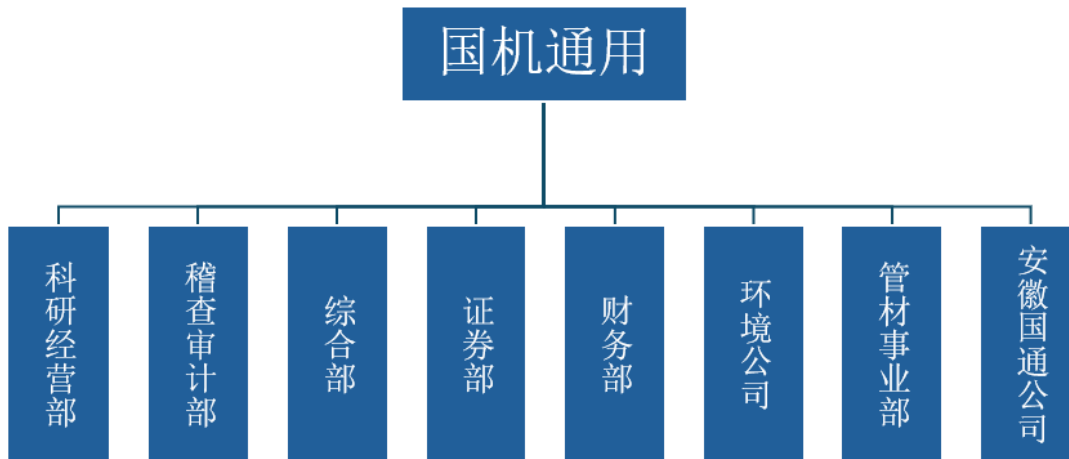 国机通用
科研经营部
稽查审计部
综合部
证券部
财务部
环境公司
管材事业部
安徽国通公司